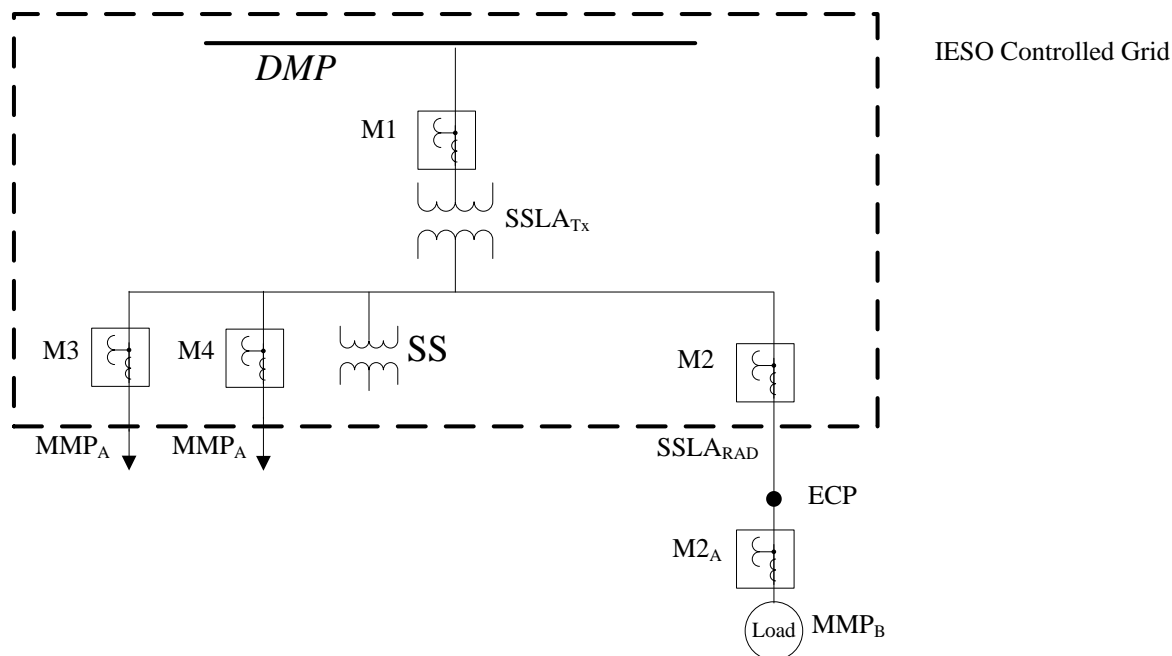 IESO Controlled Grid
DMP
M1
SSLATx
M3
M4
SS
M2
MMPA
MMPA
SSLARAD
ECP
M2A
Load
MMPB